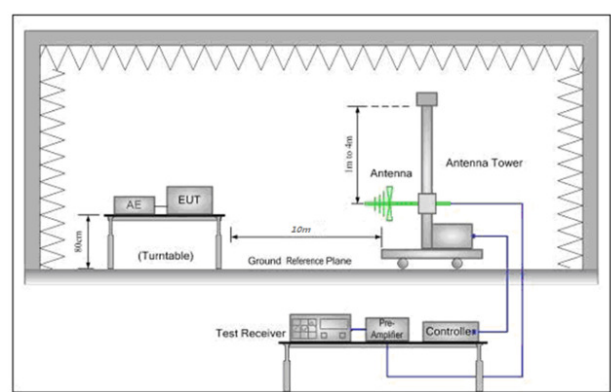 1m to 4m
Antenna
Antenna Tower
AE
EUT
80cm
(Turntable)
10m
Ground Reference Plane
Test Receiver
Pre-
Amplifier
Controller